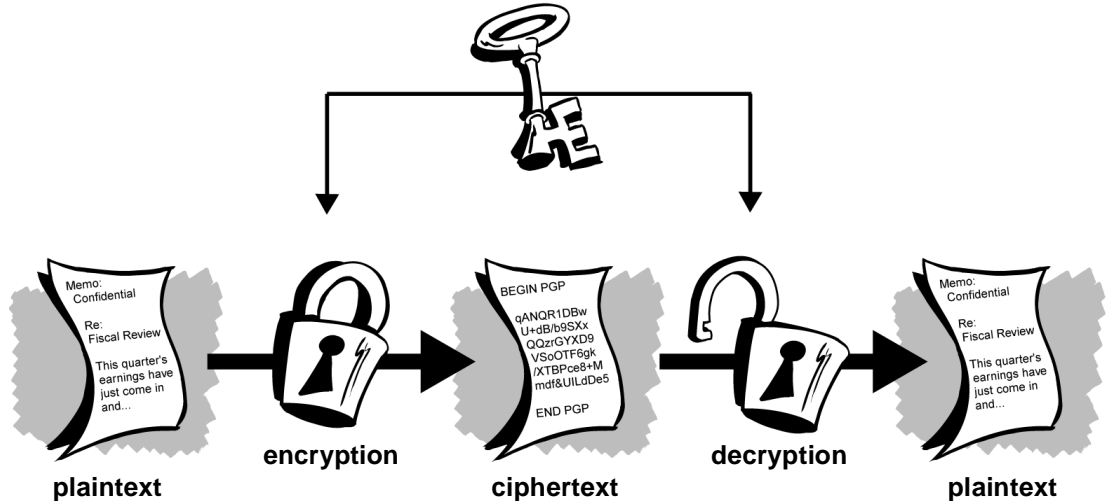 Memo:
Confidential
Re:
Fiscal Review
This quarter's
earnings have
just come in
and...
plaintext
encryption
BEGIN PGP
qANQR1DBw
U+dB/b9SXx
QQzrGYXD9
VSoOTF6gk
/XTBPce8+M
mdf&UILdDe5
END PGP
ciphertext
decryption
Memo:
Confidential
Re:
Fiscal Review
This quarter's
earnings have
just come in
and...
plaintext